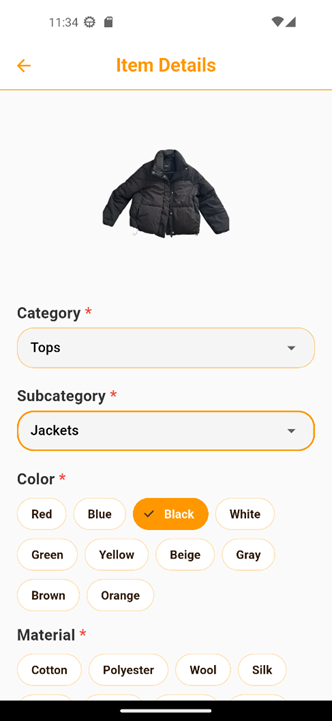 11:34
Item Details
Category *
Tops
Subcategory *
Jackets
Color *
Red Blue Black White
Green Yellow Beige Gray
Brown Orange
Material *
Cotton Polyester Wool Silk